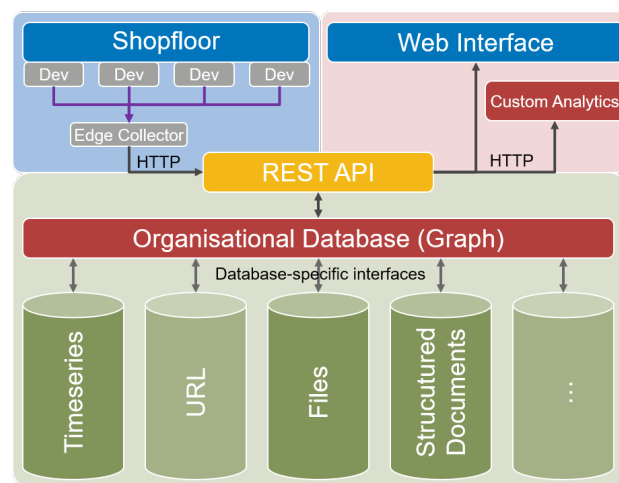 Shopfloor
Web Interface
Dev Dev Dev Dev
Custom Analytics
Edge Collector
HTTP
HTTP
REST API
Organisational Database (Graph)
Database-specific interfaces
Timeseries
URL
Files
Strucutured
Documents
...